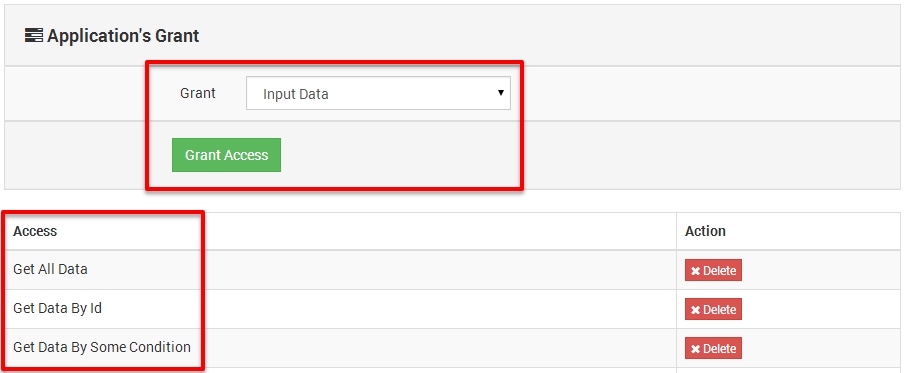 Application's Grant
Grant Input Data
Grant Access
Access Action
Get All Data Delete
Get Data By Id Delete
Get Data By Some Condition Delete